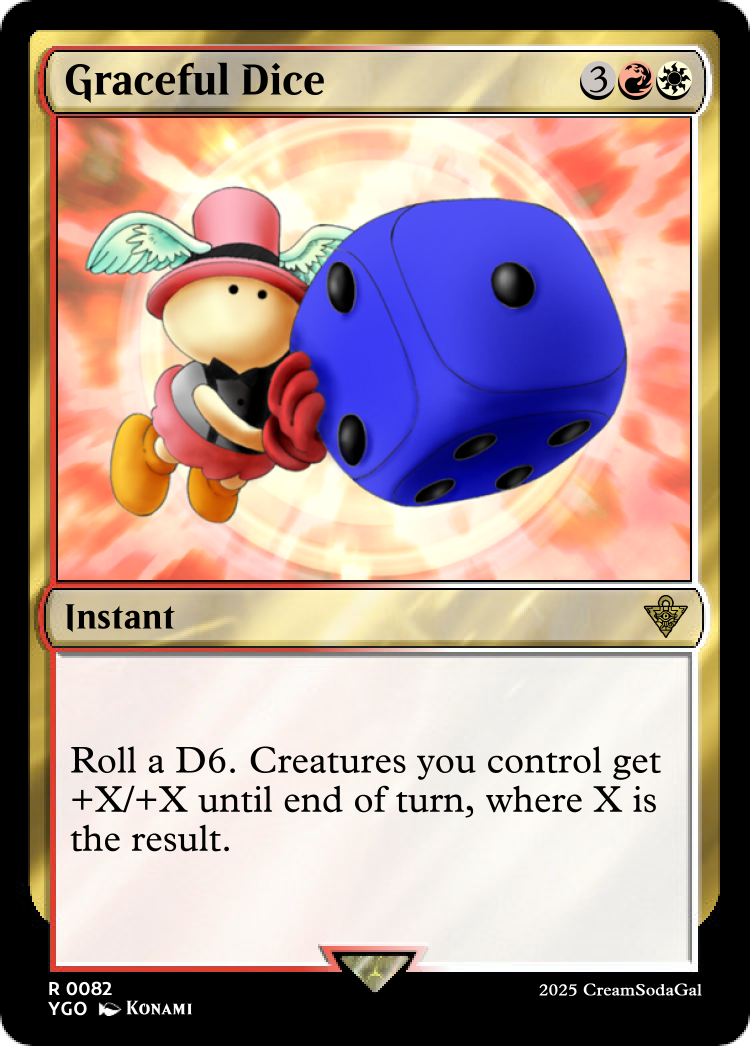 Graceful Dice 3
Instant
Roll a D6. Creatures you control get
+X/+X until end of turn, where X is
the result.
R 0082
YGO KONAMI
2025 CreamSodaGal